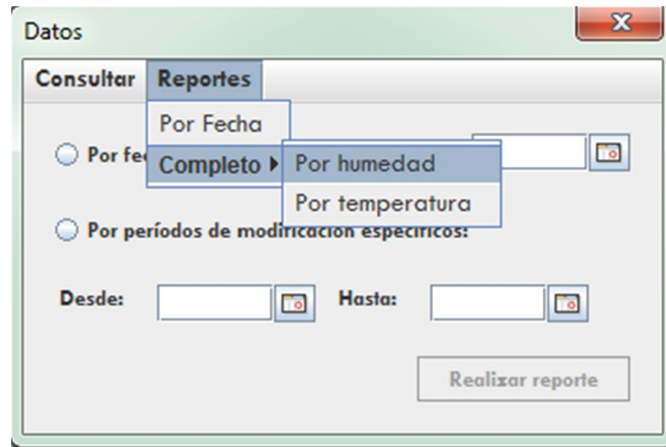 Datos
Consultar Reportes
Por Fecha
Por fe
Completo Por humedad
Por temperatura
Por períodos de modificación específicos:
Desde: Hasta:
Realizar reporte